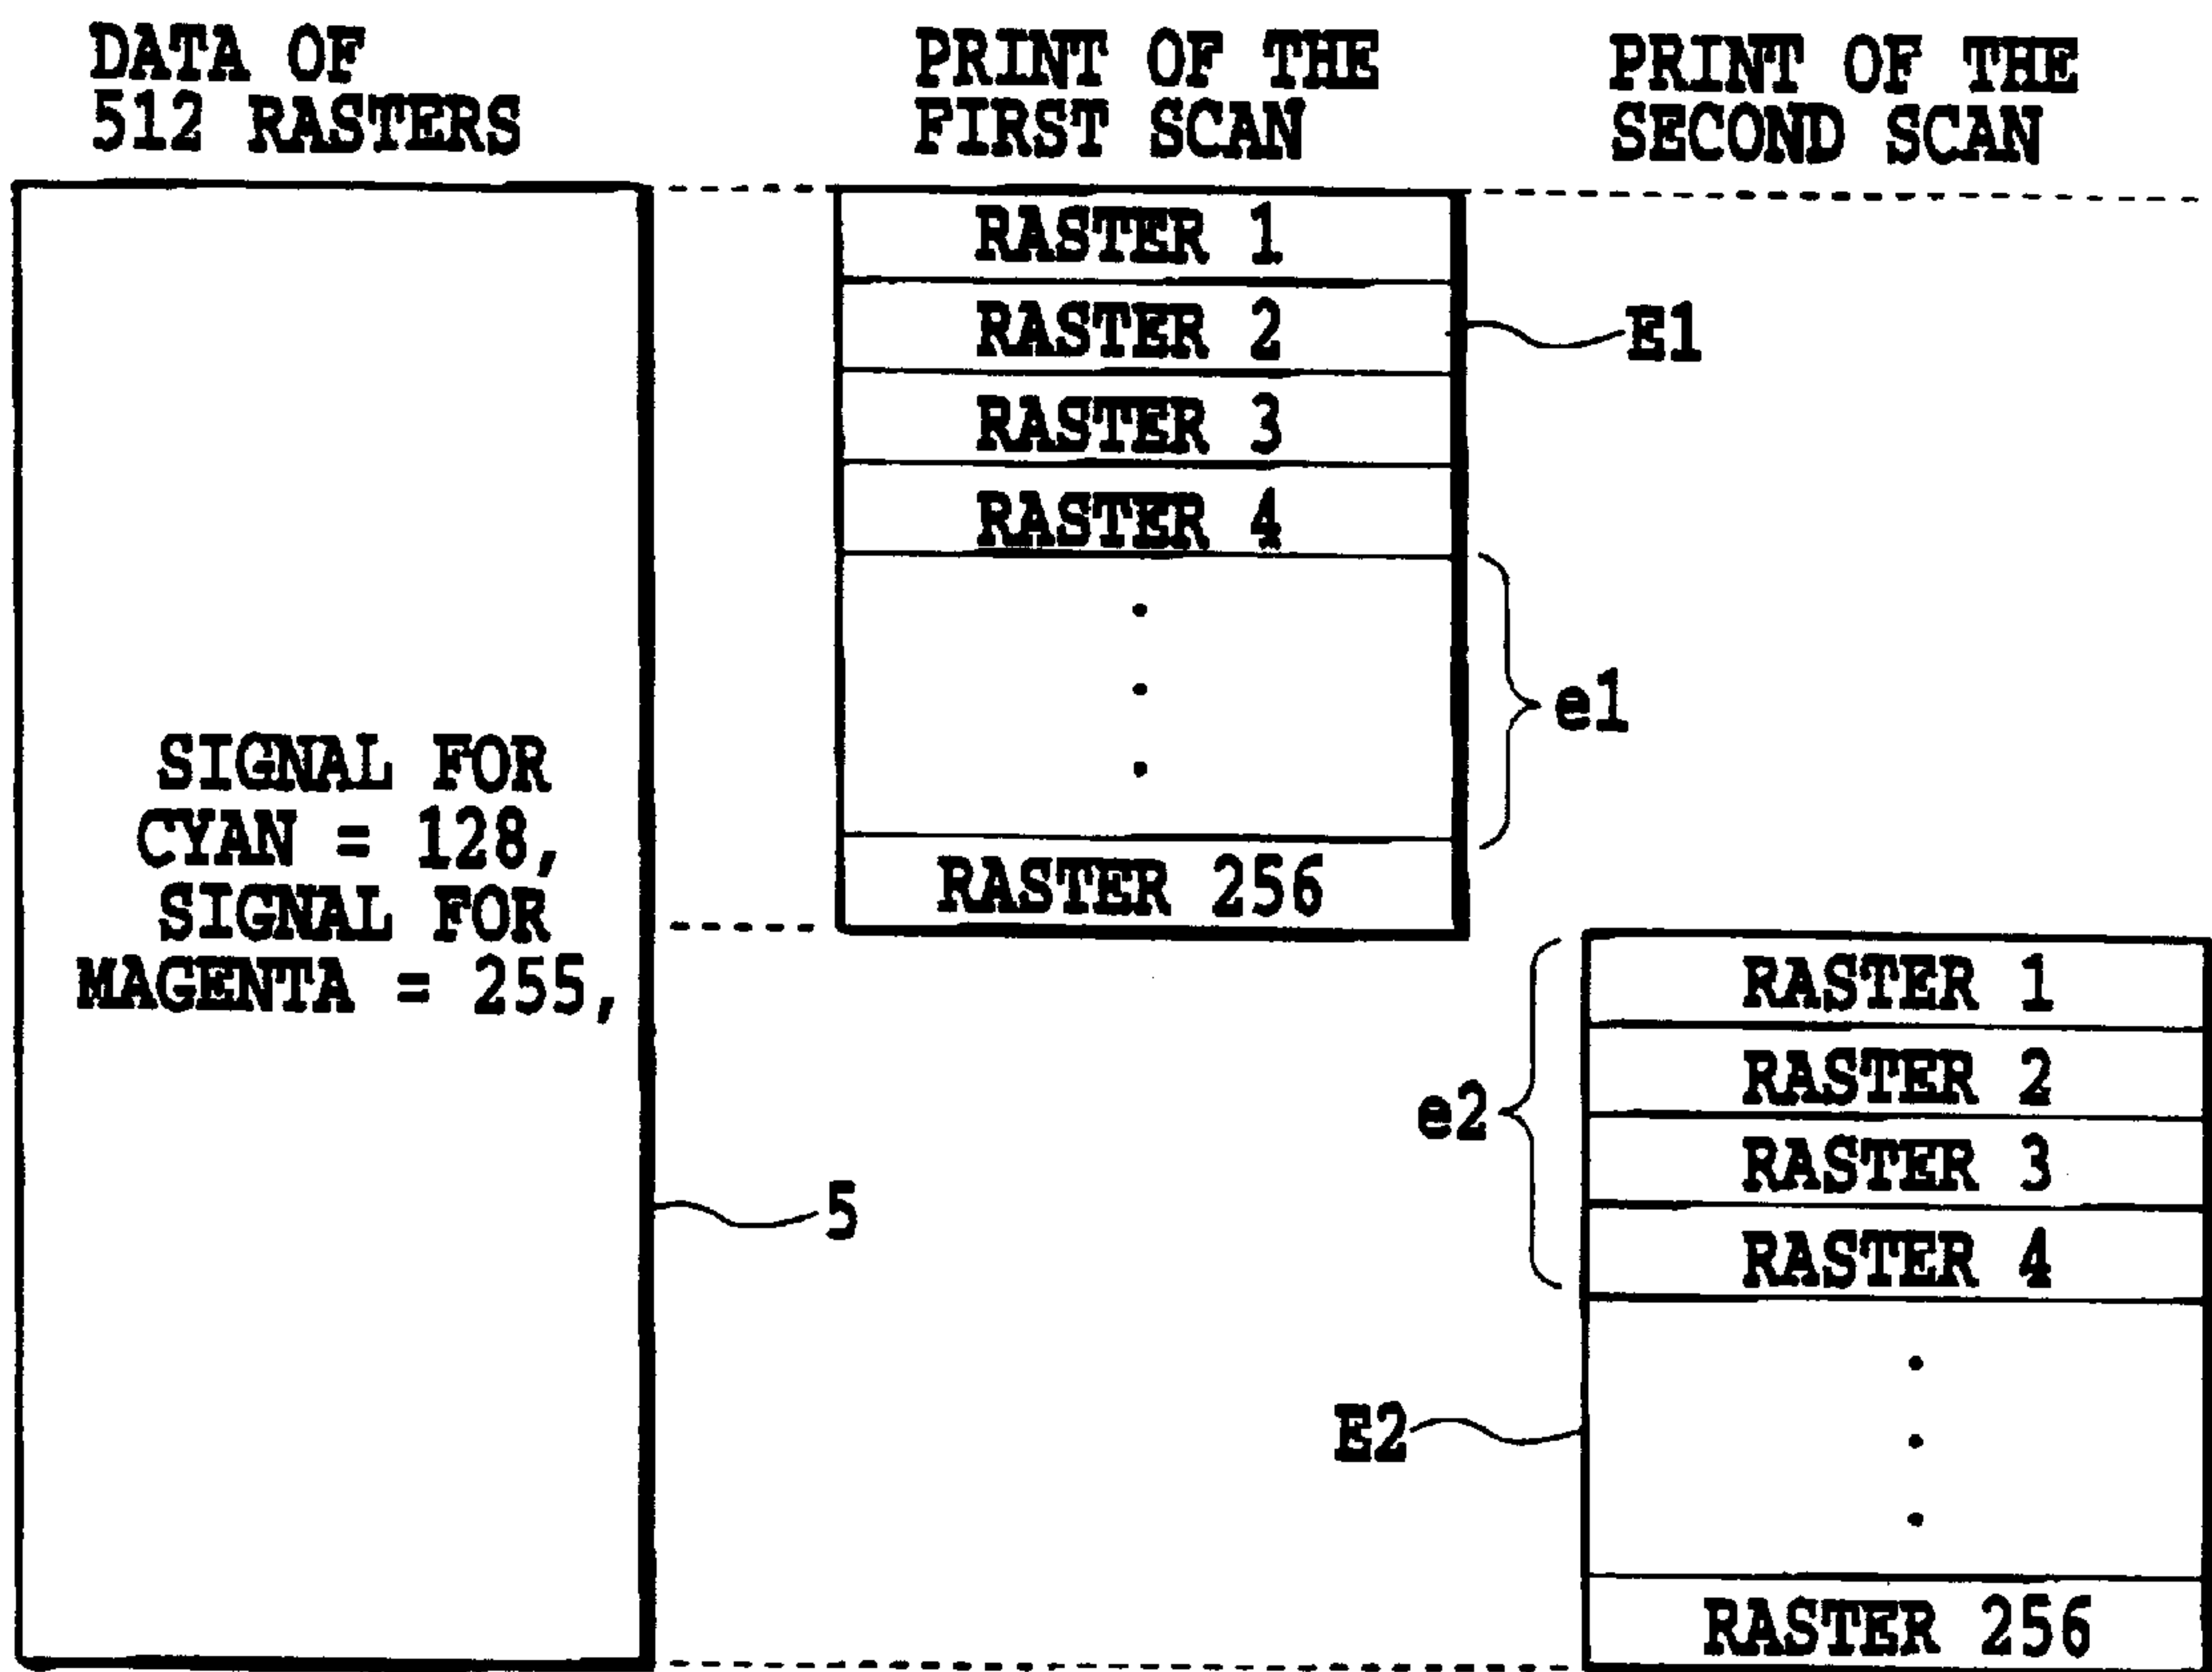 DATA OF
512 RASTERS
PRINT OF THE
FIRST SCAN
PRINT OF THE
SECOND SCAN
SIGNAL FOR
CYAN = 128,
SIGNAL FOR
MAGENTA = 255,
5
RASTER 1
RASTER 2
E1
RASTER 3
RASTER 4
e1
RASTER 256
RASTER 1
RASTER 2
e2
RASTER 3
RASTER 4
E2
RASTER 256